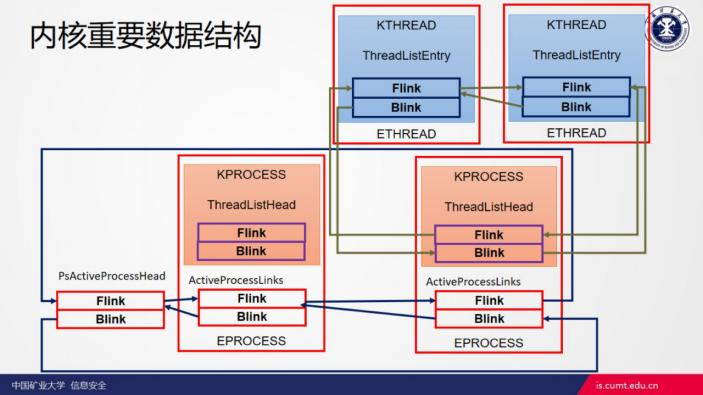 内核重要数据结构
KTHREAD
ThreadListEntry
Flink
Blink
ETHREAD
KTHREAD
ThreadListEntry
Flink
Blink
ETHREAD
KPROCESS
ThreadListHead
Flink
Blink
KPROCESS
ThreadListHead
Flink
Blink
PsActiveProcessHead
Flink
Blink
ActiveProcessLinks
Flink
Blink
EPROCESS
ActiveProcessLinks
Flink
Blink
EPROCESS
中国矿业大学 信息安全
is.cumt.edu.cn